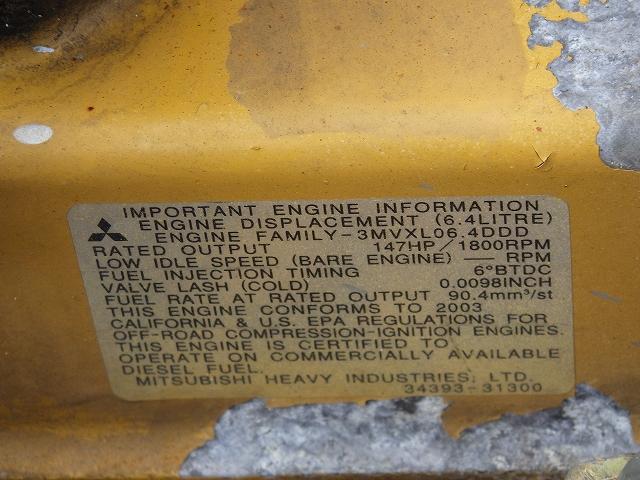 IMPORTANT ENGINE INFORMATION
ENGINE DISPLACEMENT (6.4LITRE)
ENGINE FAMILY-3MVXL06.4DDD
RATED OUTPUT 147HP/1800RPM
LOW IDLE SPEED (BARE ENGINE) — RPM
FUEL INJECTION TIMING 6°BTDC
VALVE LASH (COLD) 0.0098INCH
FUEL RATE AT RATED OUTPUT 90.4mm³/st
THIS ENGINE CONFORMS TO 2003
CALIFORNIA & U.S. EPA REGULATIONS FOR
OFF-ROAD COMPRESSION-IGNITION ENGINES.
THIS ENGINE IS CERTIFIED TO
OPERATE ON COMMERCIALLY AVAILABLE
DIESEL FUEL.
MITSUBISHI HEAVY INDUSTRIES, LTD.
34393-31300